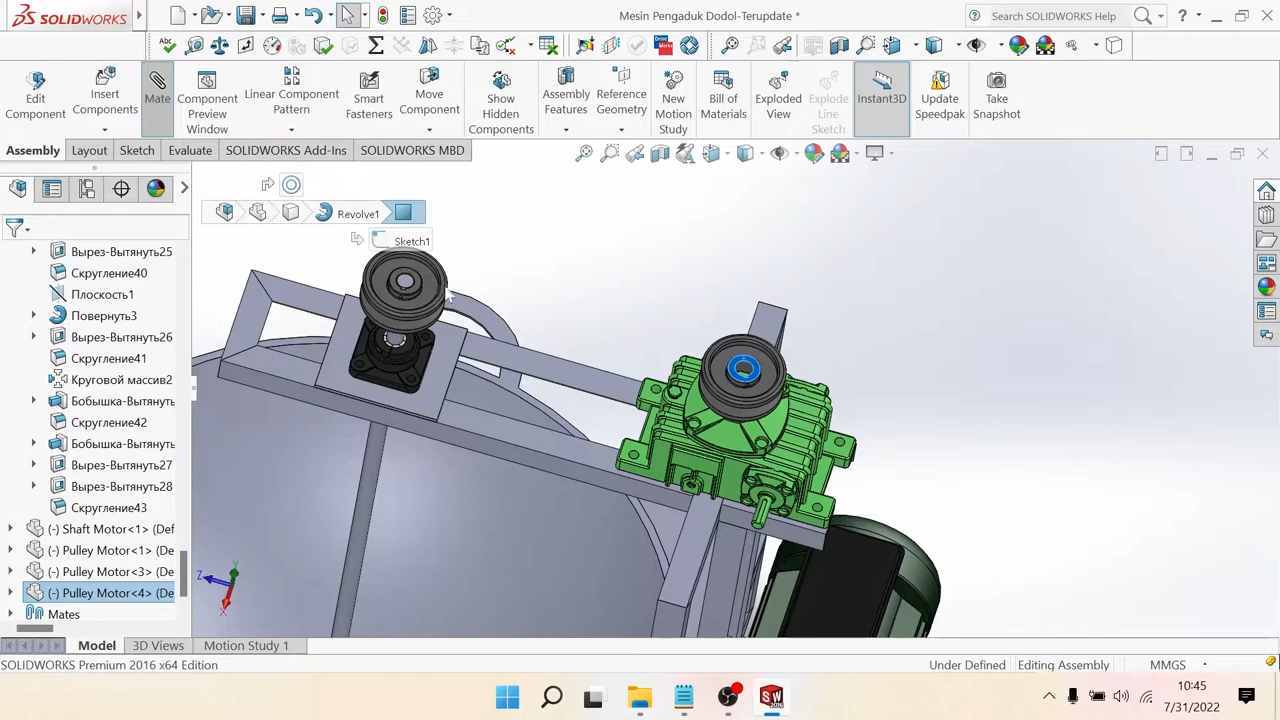 SOLIDWORKS
Mesin Pengaduk Dodol-Terupdate *
Search SOLIDWORKS Help
?
Edit Component
Insert Components
Mate
Component Preview Window
Linear Component Pattern
Smart Fasteners
Move Component
Show Hidden Components
Assembly Features
Reference Geometry
New Motion Study
Bill of Materials
Exploded View
Explode Line Sketch
Instant3D
Update Speedpak
Take Snapshot
Assembly
Layout
Sketch
Evaluate
SOLIDWORKS Add-Ins
SOLIDWORKS MBD
Revolve1
Sketch1
Вырез-Вытянуть25
Скругление40
Плоскость1
Повернуть3
Вырез-Вытянуть26
Скругление41
Круговой массив2
Бобышка-Вытянуть
Скругление42
Бобышка-Вытянуть
Вырез-Вытянуть27
Вырез-Вытянуть28
Скругление43
(-) Shaft Motor<1> (Def
(-) Pulley Motor<1> (De
(-) Pulley Motor<3> (De
(-) Pulley Motor<4> (De
Mates
Y
Z
X
Model
3D Views
Motion Study 1
SOLIDWORKS Premium 2016 x64 Edition
Under Defined
Editing Assembly
MMGS
10:45
7/31/2022